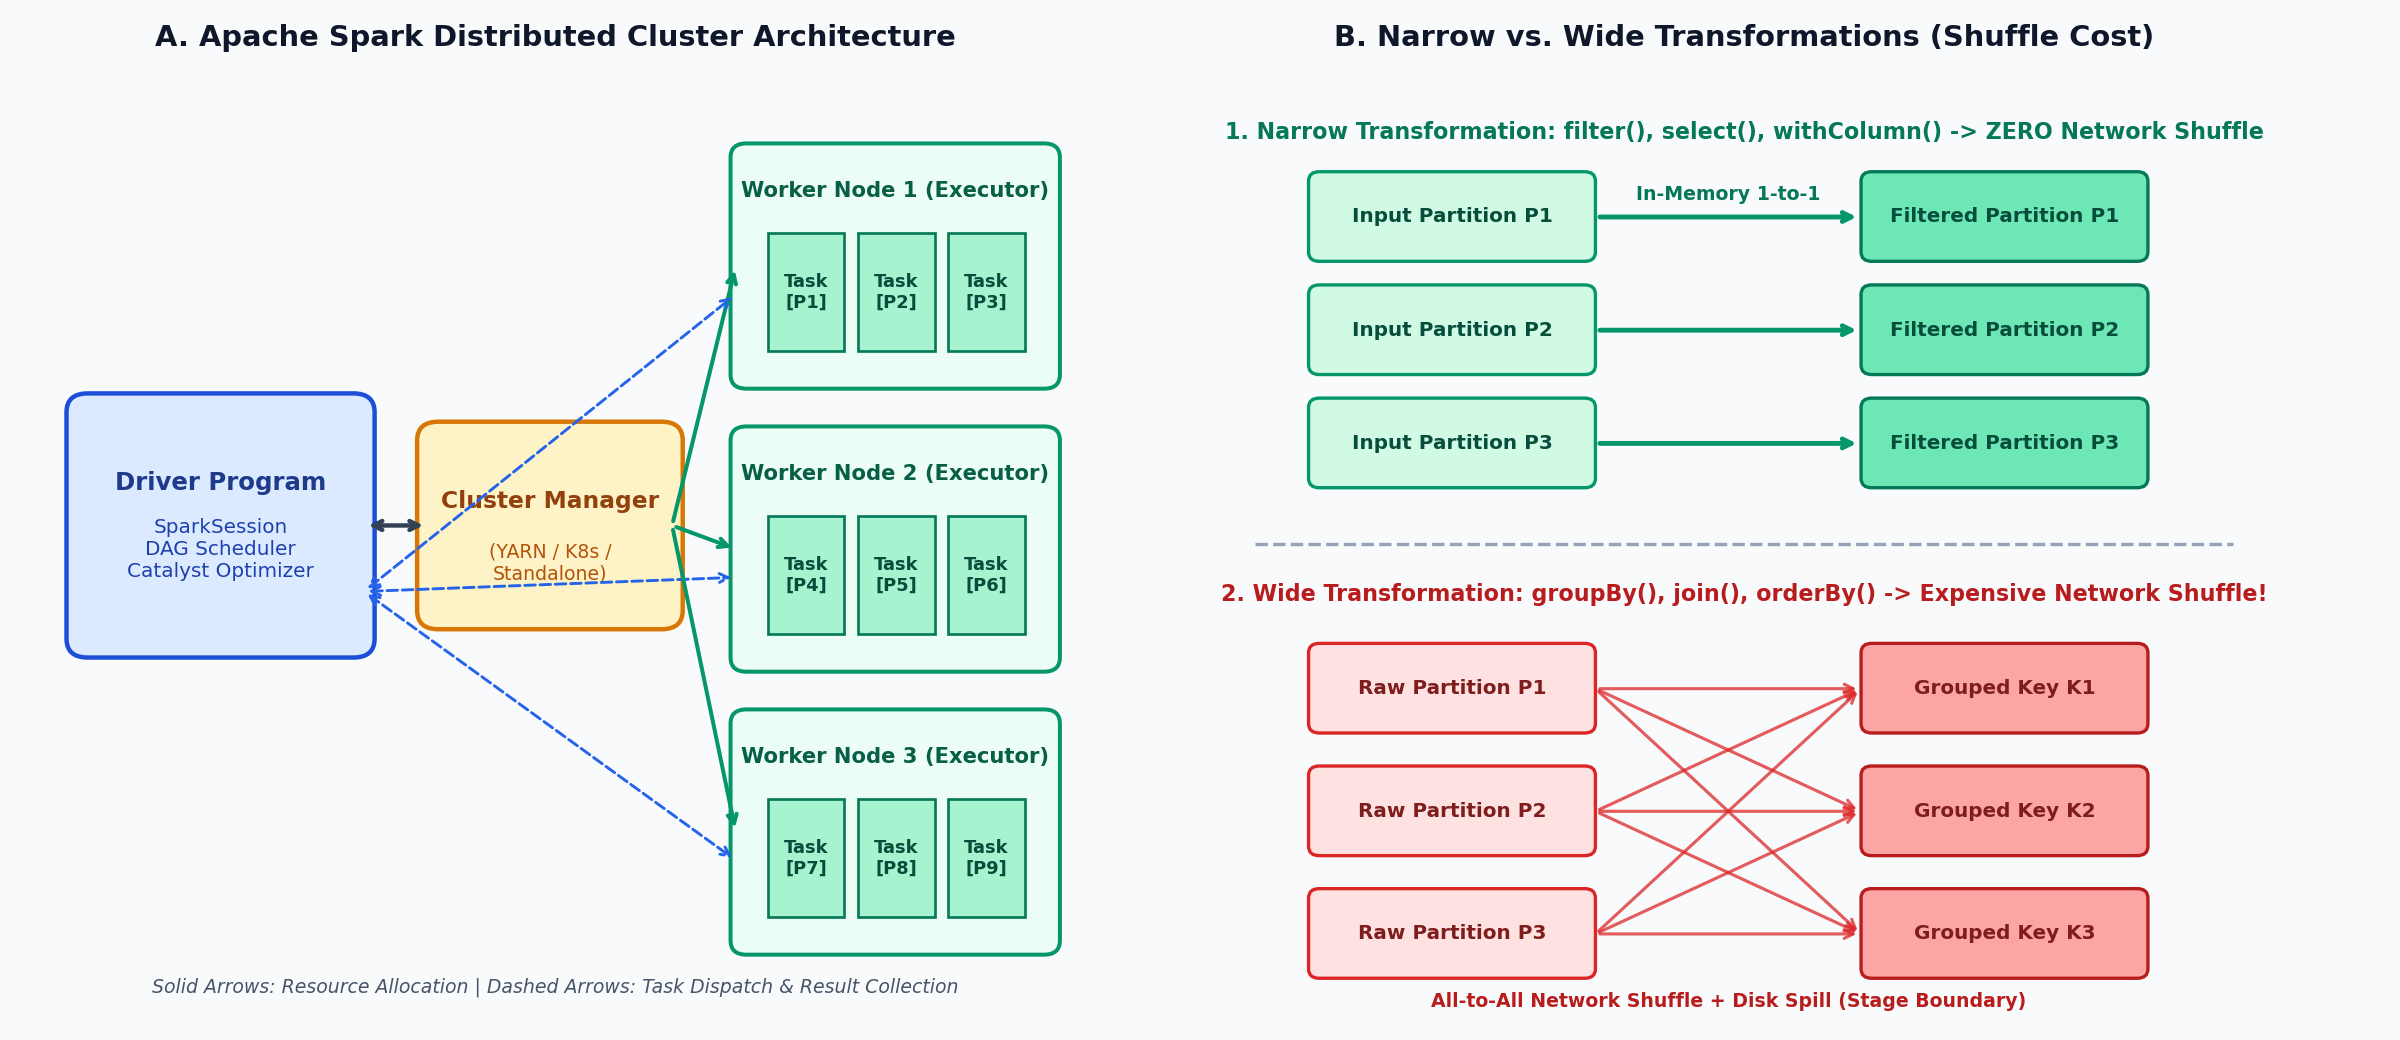 A. Apache Spark Distributed Cluster Architecture
Worker Node 1 (Executor)
Task
[P1]
Task
[P2]
Task
[P3]
Driver Program
SparkSession
DAG Scheduler
Catalyst Optimizer
Cluster Manager
(YARN / K8s /
Standalone)
Worker Node 2 (Executor)
Task
[P4]
Task
[P5]
Task
[P6]
Worker Node 3 (Executor)
Task
[P7]
Task
[P8]
Task
[P9]
Solid Arrows: Resource Allocation | Dashed Arrows: Task Dispatch & Result Collection
B. Narrow vs. Wide Transformations (Shuffle Cost)
1. Narrow Transformation: filter(), select(), withColumn() -> ZERO Network Shuffle
Input Partition P1
In-Memory 1-to-1
Filtered Partition P1
Input Partition P2
Filtered Partition P2
Input Partition P3
Filtered Partition P3
2. Wide Transformation: groupBy(), join(), orderBy() -> Expensive Network Shuffle!
Raw Partition P1
Grouped Key K1
Raw Partition P2
Grouped Key K2
Raw Partition P3
Grouped Key K3
All-to-All Network Shuffle + Disk Spill (Stage Boundary)